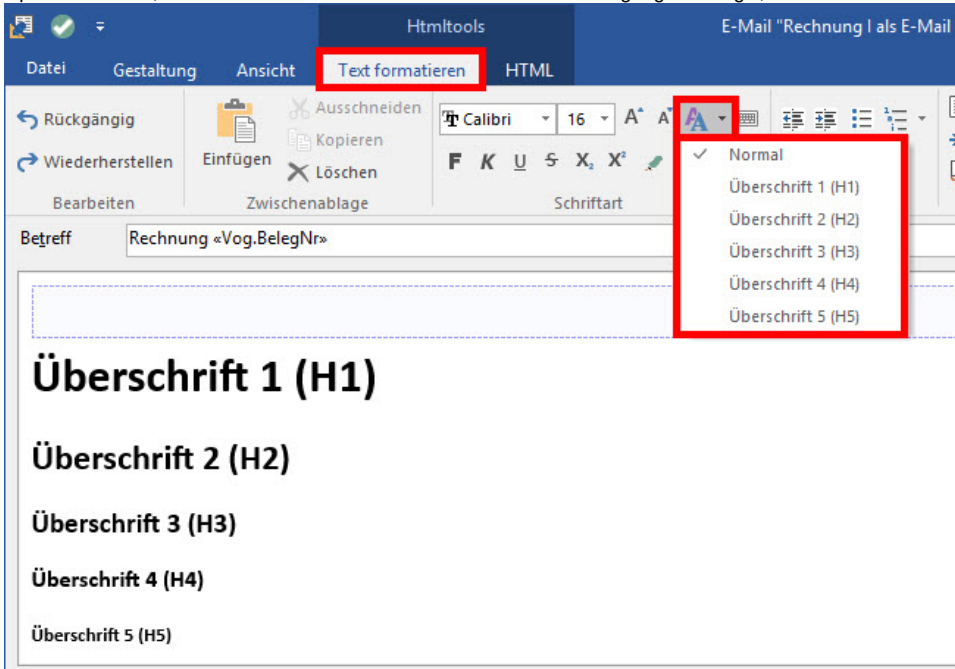 Htmltools
E-Mail "Rechnung I als E-Mail
Datei Gestaltung Ansicht Text formatieren HTML
Rückgängig
Wiederherstellen
Bearbeiten
Einfügen
Ausschneiden
Kopieren
Löschen
Zwischenablage
Calibri 16
F K U S X₂ X²
Schriftart
Normal
Überschrift 1 (H1)
Überschrift 2 (H2)
Überschrift 3 (H3)
Überschrift 4 (H4)
Überschrift 5 (H5)
Betreff Rechnung «Vog.BelegNr»
Überschrift 1 (H1)
Überschrift 2 (H2)
Überschrift 3 (H3)
Überschrift 4 (H4)
Überschrift 5 (H5)